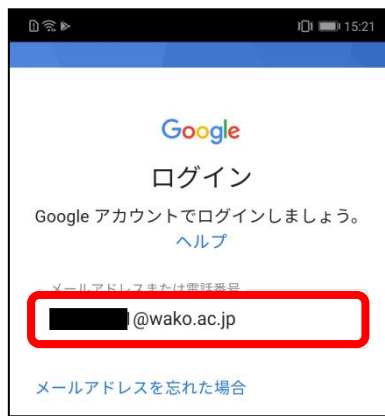 15:21
Google
ログイン
Google アカウントでログインしましょう。
ヘルプ
メールアドレスまたは電話番号
@wako.ac.jp
メールアドレスを忘れた場合